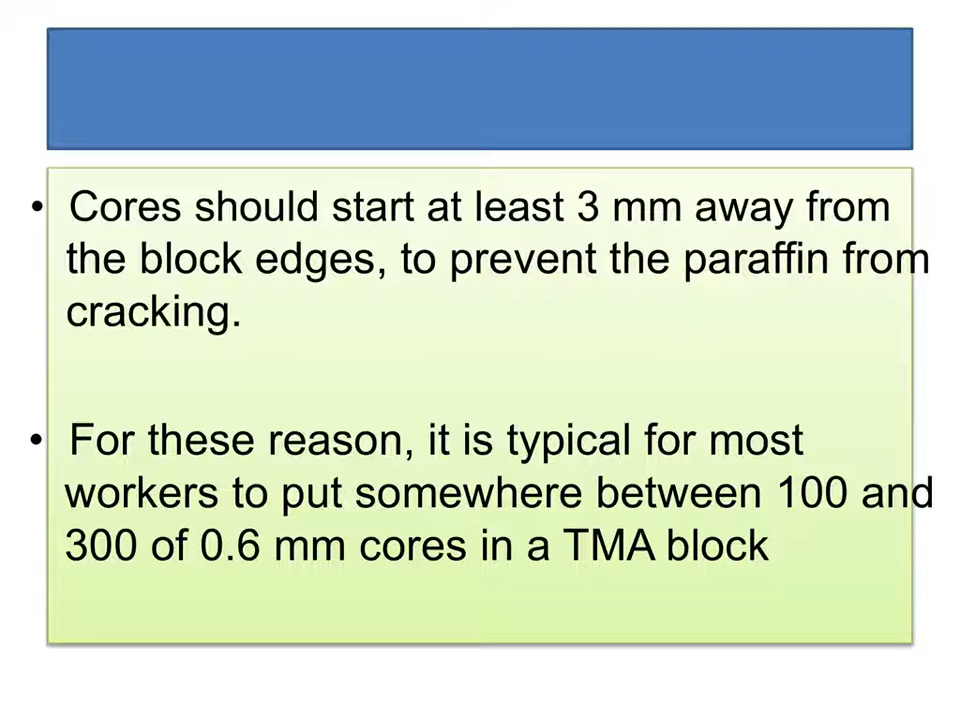 • Cores should start at least 3 mm away from
the block edges, to prevent the paraffin from
cracking.
• For these reason, it is typical for most
workers to put somewhere between 100 and
300 of 0.6 mm cores in a TMA block